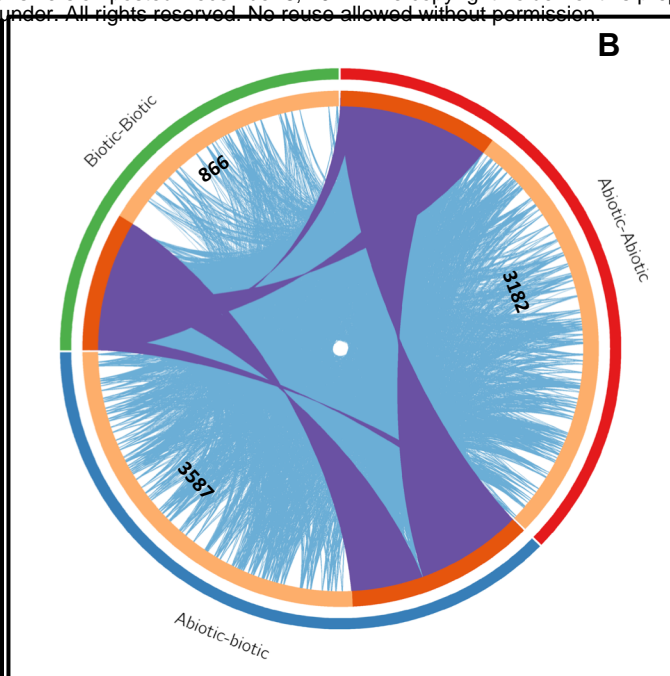 under. All rights reserved. No reuse allowed without permission.
B
Biotic-Biotic
866
Abiotic-Abiotic
3182
3587
Abiotic-biotic